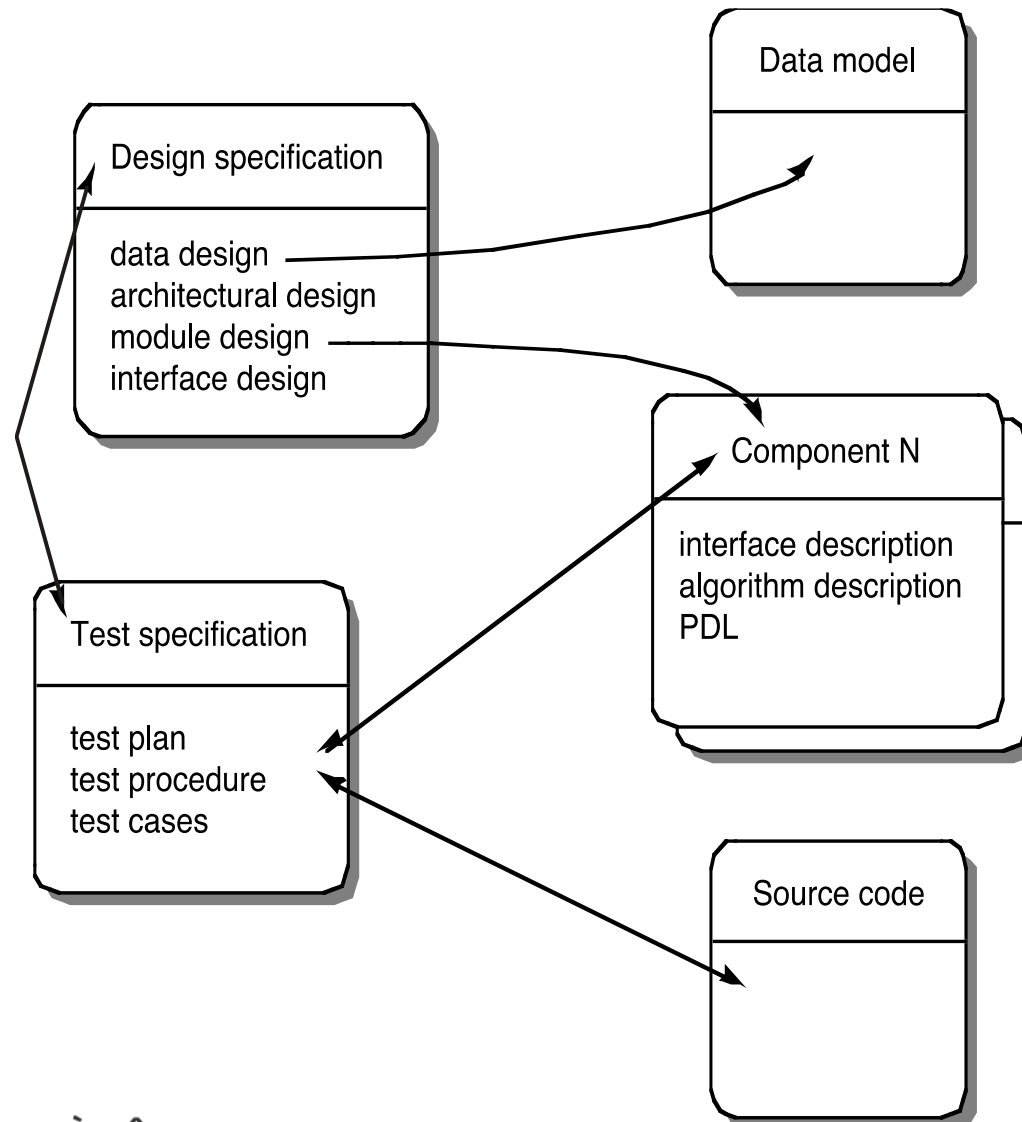 Data model
Design specification
data design
architectural design
module design
interface design
Component N
interface description
algorithm description
PDL
Test specification
test plan
test procedure
test cases
Source code